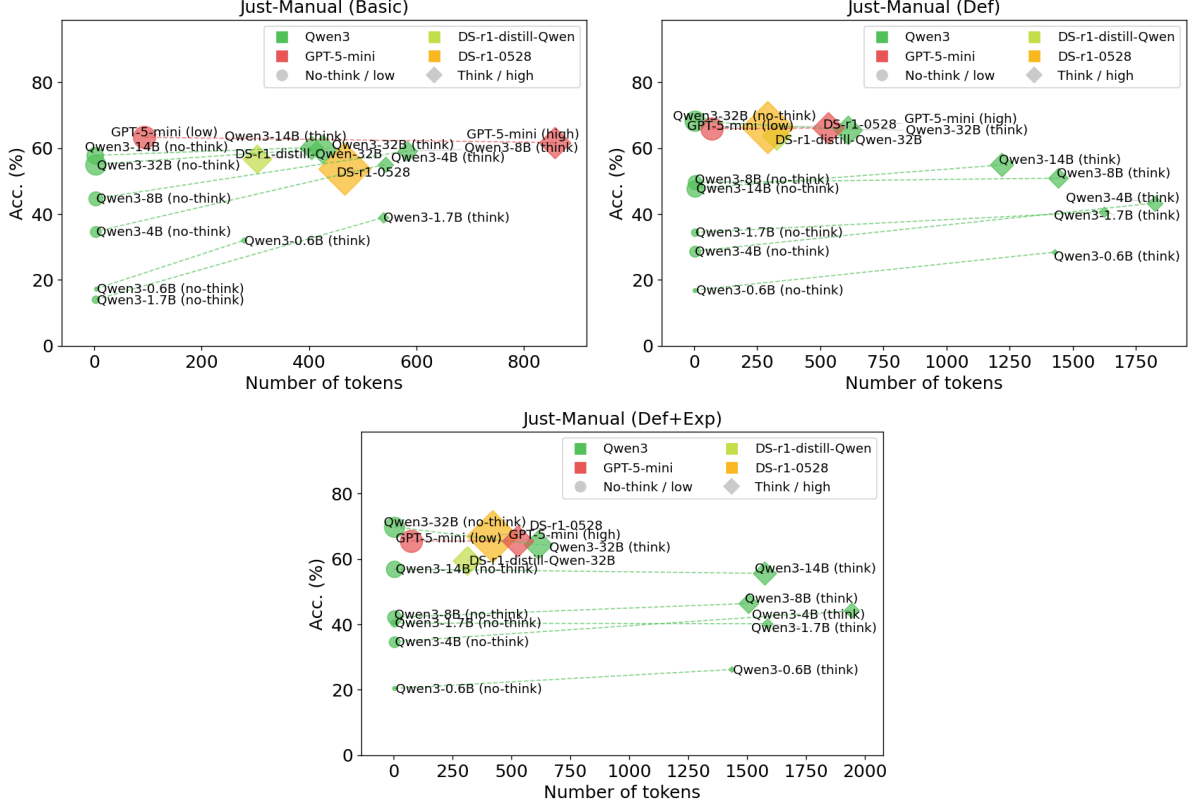 Just-Manual (Basic)
Qwen3
DS-r1-distill-Qwen
GPT-5-mini
DS-r1-0528
No-think / low
Think / high
GPT-5-mini (low)
Qwen3-14B (think)
GPT-5-mini (high)
Qwen3-14B (no-think)
Qwen3-32B (think)
Qwen3-8B (think)
DS-r1-distill-Qwen-32B
Qwen3-4B (think)
Qwen3-32B (no-think)
DS-r1-0528
Qwen3-8B (no-think)
Qwen3-1.7B (think)
Qwen3-4B (no-think)
Qwen3-0.6B (think)
Qwen3-0.6B (no-think)
Qwen3-1.7B (no-think)
Acc. (%)
80
60
40
20
0
0 200 400 600 800
Number of tokens
Just-Manual (Def)
Qwen3
DS-r1-distill-Qwen
GPT-5-mini
DS-r1-0528
No-think / low
Think / high
Qwen3-32B (no-think)
GPT-5-mini (high)
GPT-5-mini (low)
DS-r1-0528
Qwen3-32B (think)
DS-r1-distill-Qwen-32B
Qwen3-14B (think)
Qwen3-8B (no-think)
Qwen3-8B (think)
Qwen3-14B (no-think)
Qwen3-4B (think)
Qwen3-1.7B (think)
Qwen3-1.7B (no-think)
Qwen3-4B (no-think)
Qwen3-0.6B (think)
Qwen3-0.6B (no-think)
Acc. (%)
80
60
40
20
0
0 250 500 750 1000 1250 1500 1750
Number of tokens
Just-Manual (Def+Exp)
Qwen3
DS-r1-distill-Qwen
GPT-5-mini
DS-r1-0528
No-think / low
Think / high
Qwen3-32B (no-think)
DS-r1-0528
GPT-5-mini (low)
GPT-5-mini (high)
Qwen3-32B (think)
DS-r1-distill-Qwen-32B
Qwen3-14B (no-think)
Qwen3-14B (think)
Qwen3-8B (think)
Qwen3-8B (no-think)
Qwen3-4B (think)
Qwen3-1.7B (no-think)
Qwen3-1.7B (think)
Qwen3-4B (no-think)
Qwen3-0.6B (think)
Qwen3-0.6B (no-think)
Acc. (%)
80
60
40
20
0
0 250 500 750 1000 1250 1500 1750 2000
Number of tokens